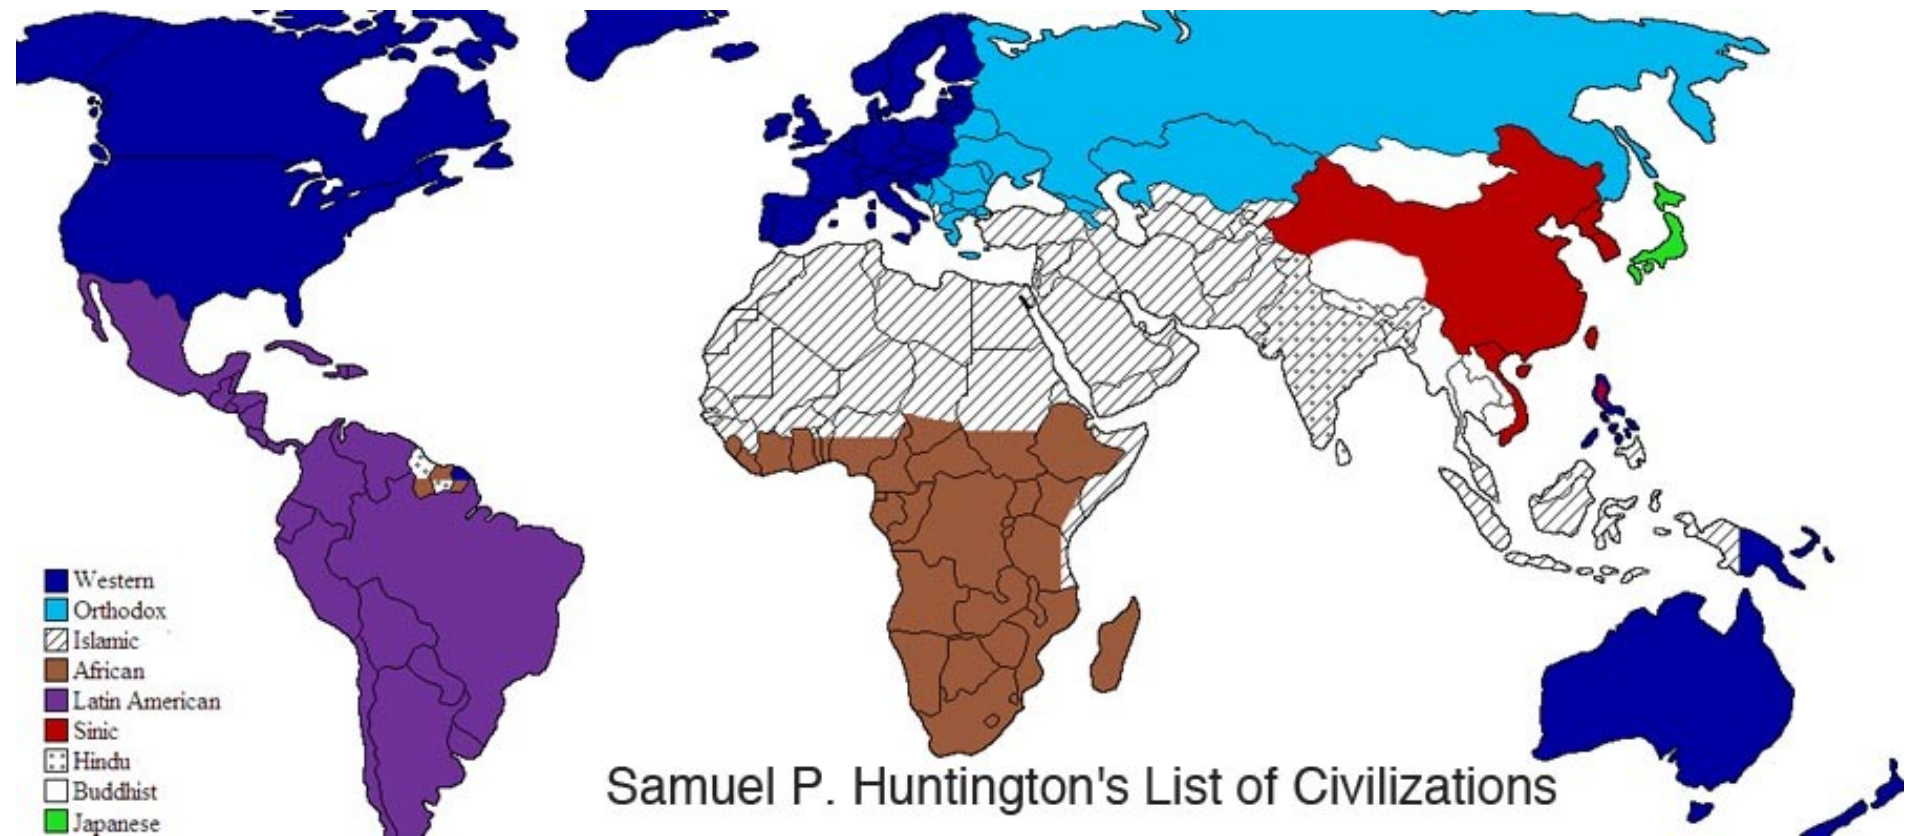 Western
Orthodox
Islamic
African
Latin American
Sinic
Hindu
Buddhist
Japanese
Samuel P. Huntington's List of Civilizations